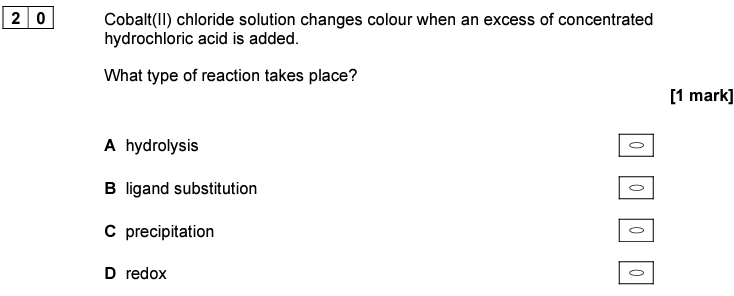 2 0
Cobalt(II) chloride solution changes colour when an excess of concentrated
hydrochloric acid is added.
What type of reaction takes place?
[1 mark]
A hydrolysis
B ligand substitution
C precipitation
D redox